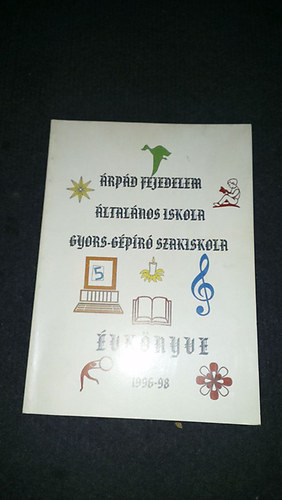 ÁRPÁD FEJEDELEM
ÁLTALÁNOS ISKOLA
GYORS-GÉPÍRÓ SZAKISKOLA
5
ÉVKÖNYVE
1996-98